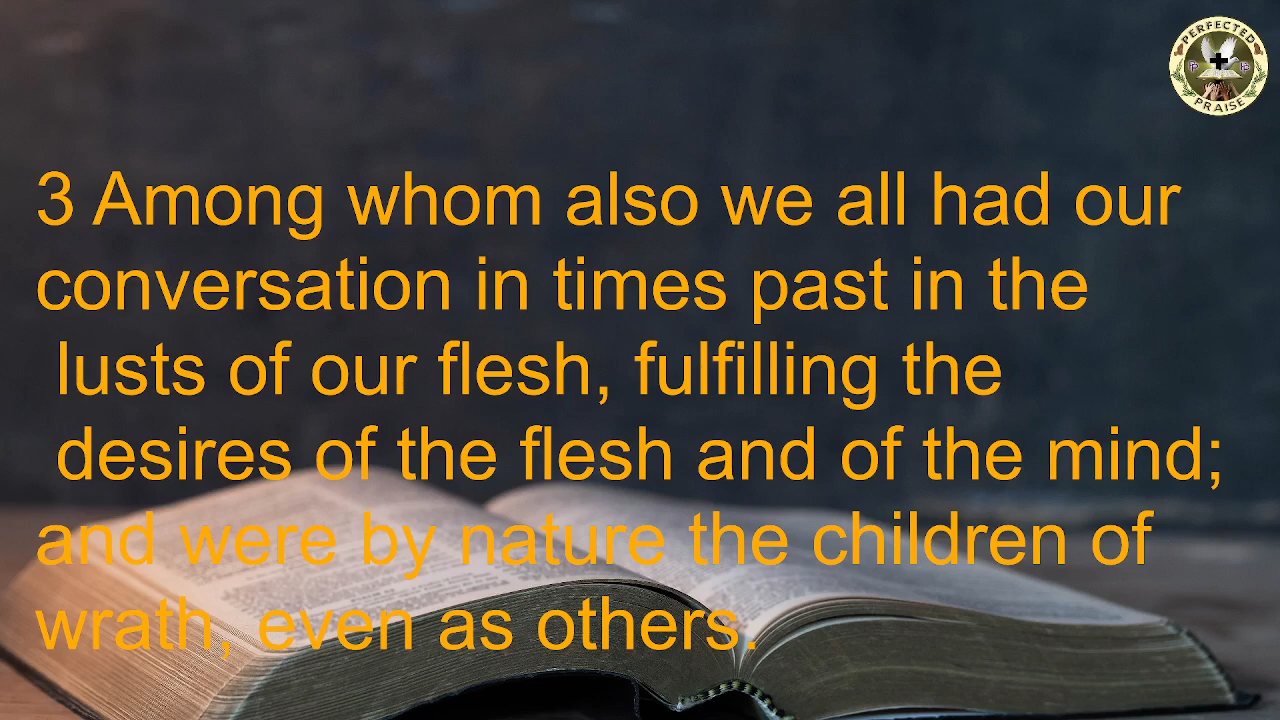 PERFECTED
PRAISE
3 Among whom also we all had our
conversation in times past in the
lusts of our flesh, fulfilling the
desires of the flesh and of the mind;
and were by nature the children of
wrath, even as others.